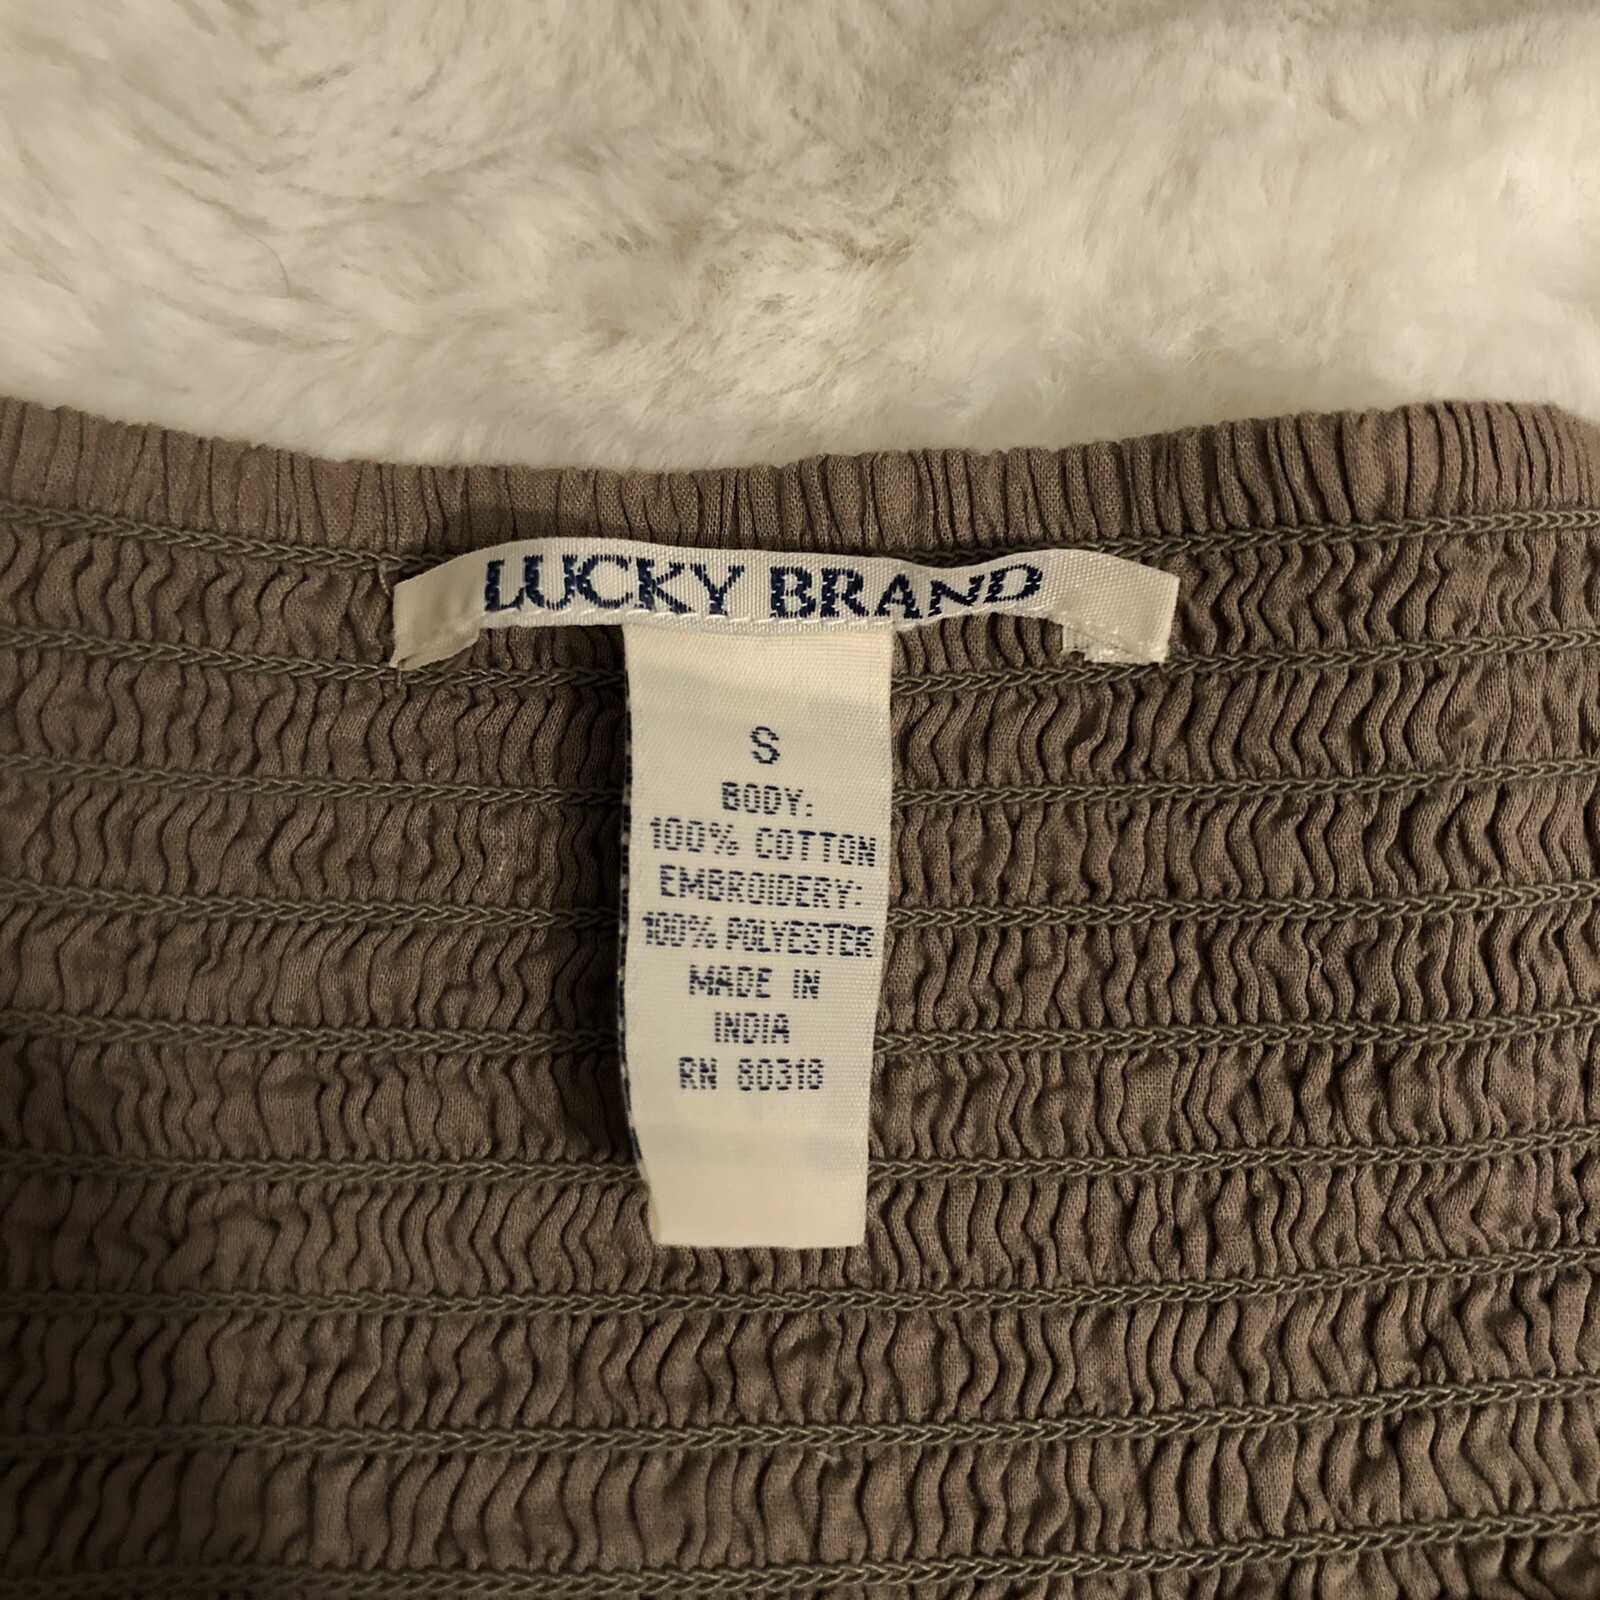 LUCKY BRAND
S
BODY:
100% COTTON
EMBROIDERY:
100% POLYESTER
MADE IN
INDIA
RN 80318